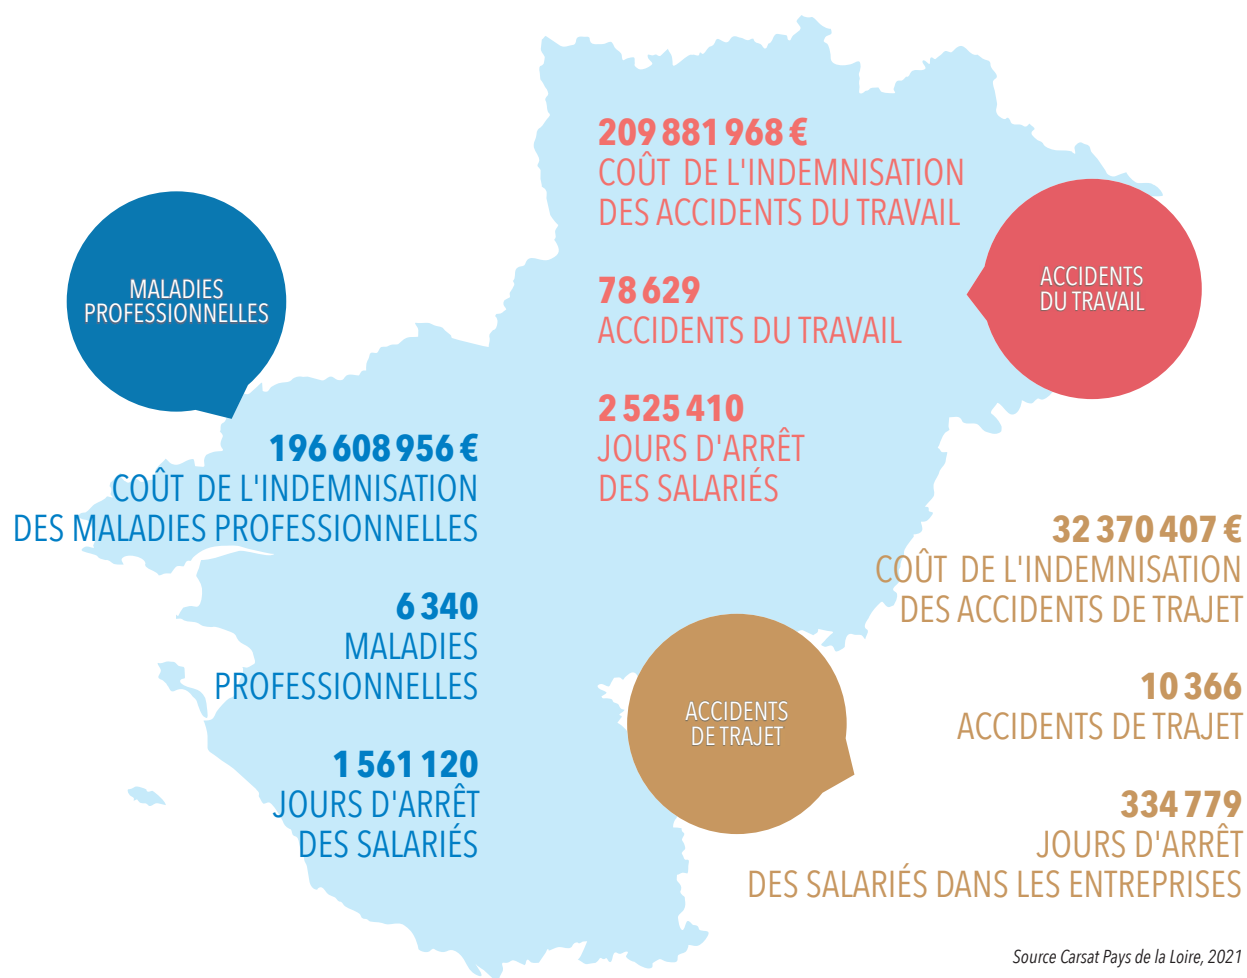 209 881 968 €
COÛT DE L'INDEMNISATION
DES ACCIDENTS DU TRAVAIL
78 629
ACCIDENTS DU TRAVAIL
2 525 410
JOURS D'ARRÊT
DES SALARIÉS
ACCIDENTS
DU TRAVAIL
MALADIES
PROFESSIONNELLES
196 608 956 €
COÛT DE L'INDEMNISATION
DES MALADIES PROFESSIONNELLES
6 340
MALADIES
PROFESSIONNELLES
1 561 120
JOURS D'ARRÊT
DES SALARIÉS
ACCIDENTS
DE TRAJET
32 370 407 €
COÛT DE L'INDEMNISATION
DES ACCIDENTS DE TRAJET
10 366
ACCIDENTS DE TRAJET
334 779
JOURS D'ARRÊT
DES SALARIÉS DANS LES ENTREPRISES
Source Carsat Pays de la Loire, 2021